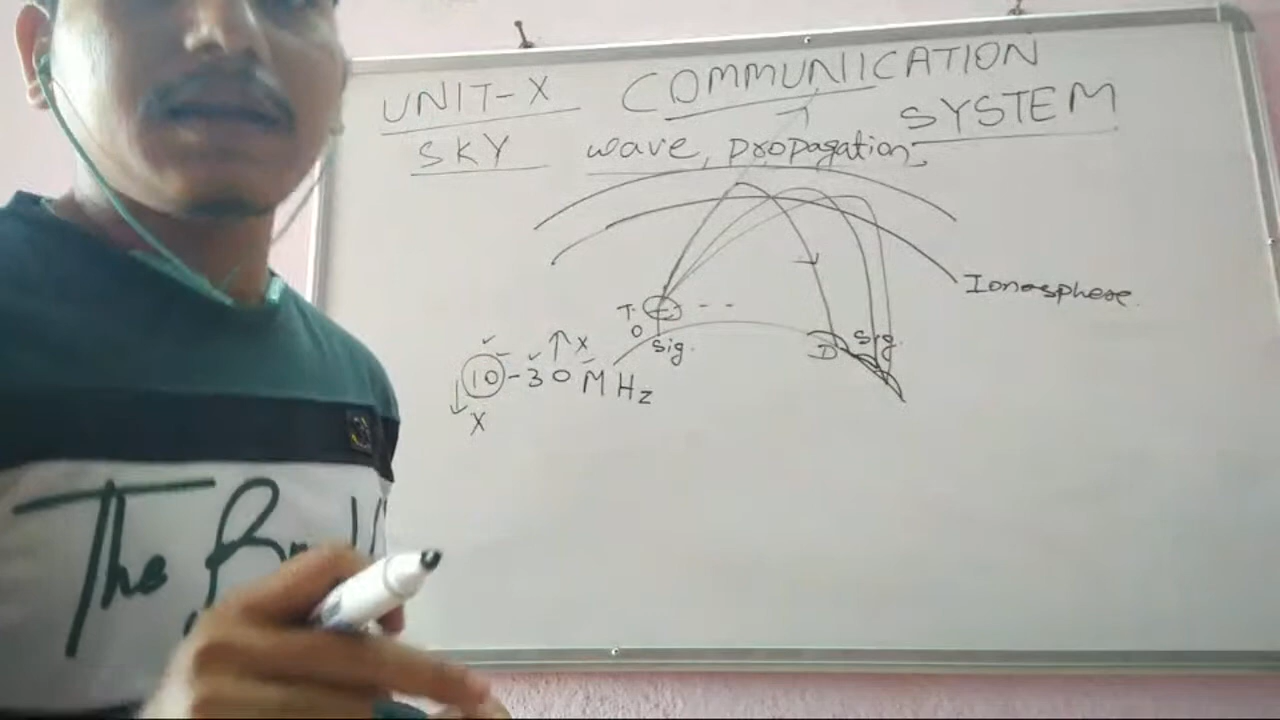 UNIT-X COMMUNICATION
SYSTEM
SKY wave propagation:-
Ionosphere
T.
O
Sig.
D
Sig.
10-30 MHz
X
X
The